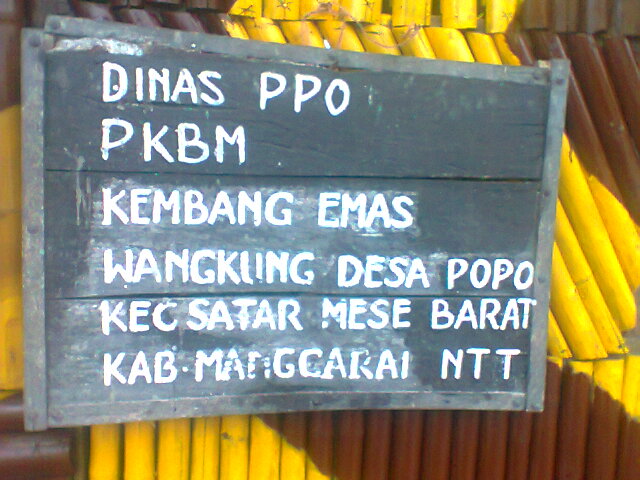 DINAS PPO
PKBM
KEMBANG EMAS
WANGKUNG DESA POPO
KEC SATAR MESE BARAT
KAB. MANGGARAI NTT